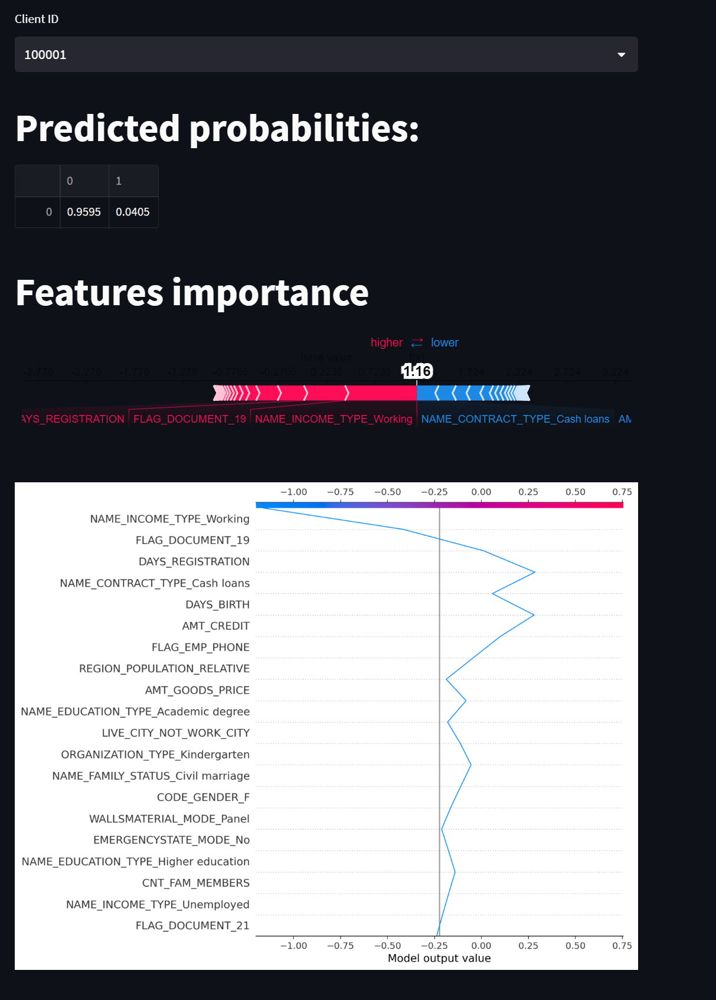 Client ID
100001
Predicted probabilities:
0 1
0 0.9595 0.0405
Features importance
higher lower
base value f(x)
-2.776 -2.276 -1.776 -1.276 -0.7765 -0.2765 0.2235 0.7235 1.16 1.724 2.224 2.724 3.224
AYS_REGISTRATION FLAG_DOCUMENT_19 NAME_INCOME_TYPE_Working NAME_CONTRACT_TYPE_Cash loans
−1.00 −0.75 −0.50 −0.25 0.00 0.25 0.50 0.75
NAME_INCOME_TYPE_Working
FLAG_DOCUMENT_19
DAYS_REGISTRATION
NAME_CONTRACT_TYPE_Cash loans
DAYS_BIRTH
AMT_CREDIT
FLAG_EMP_PHONE
REGION_POPULATION_RELATIVE
AMT_GOODS_PRICE
NAME_EDUCATION_TYPE_Academic degree
LIVE_CITY_NOT_WORK_CITY
ORGANIZATION_TYPE_Kindergarten
NAME_FAMILY_STATUS_Civil marriage
CODE_GENDER_F
WALLSMATERIAL_MODE_Panel
EMERGENCYSTATE_MODE_No
NAME_EDUCATION_TYPE_Higher education
CNT_FAM_MEMBERS
NAME_INCOME_TYPE_Unemployed
FLAG_DOCUMENT_21
−1.00 −0.75 −0.50 −0.25 0.00 0.25 0.50 0.75
Model output value